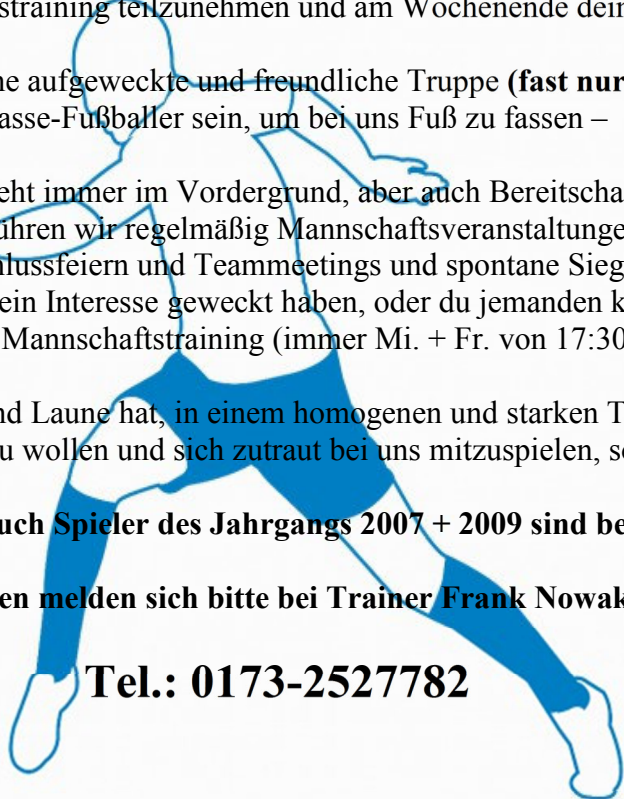 straining teilzunehmen und am Wochenende dein
ne aufgeweckte und freundliche Truppe (fast nur
asse-Fußballer sein, um bei uns Fuß zu fassen –
eht immer im Vordergrund, aber auch Bereitscha
ühren wir regelmäßig Mannschaftsveranstaltunge
hlussfeiern und Teammeetings und spontane Sieg
ein Interesse geweckt haben, oder du jemanden k
Mannschaftstraining (immer Mi. + Fr. von 17:30
nd Laune hat, in einem homogenen und starken T
u wollen und sich zutraut bei uns mitzuspielen, so
uch Spieler des Jahrgangs 2007 + 2009 sind be
en melden sich bitte bei Trainer Frank Nowak
Tel.: 0173-2527782